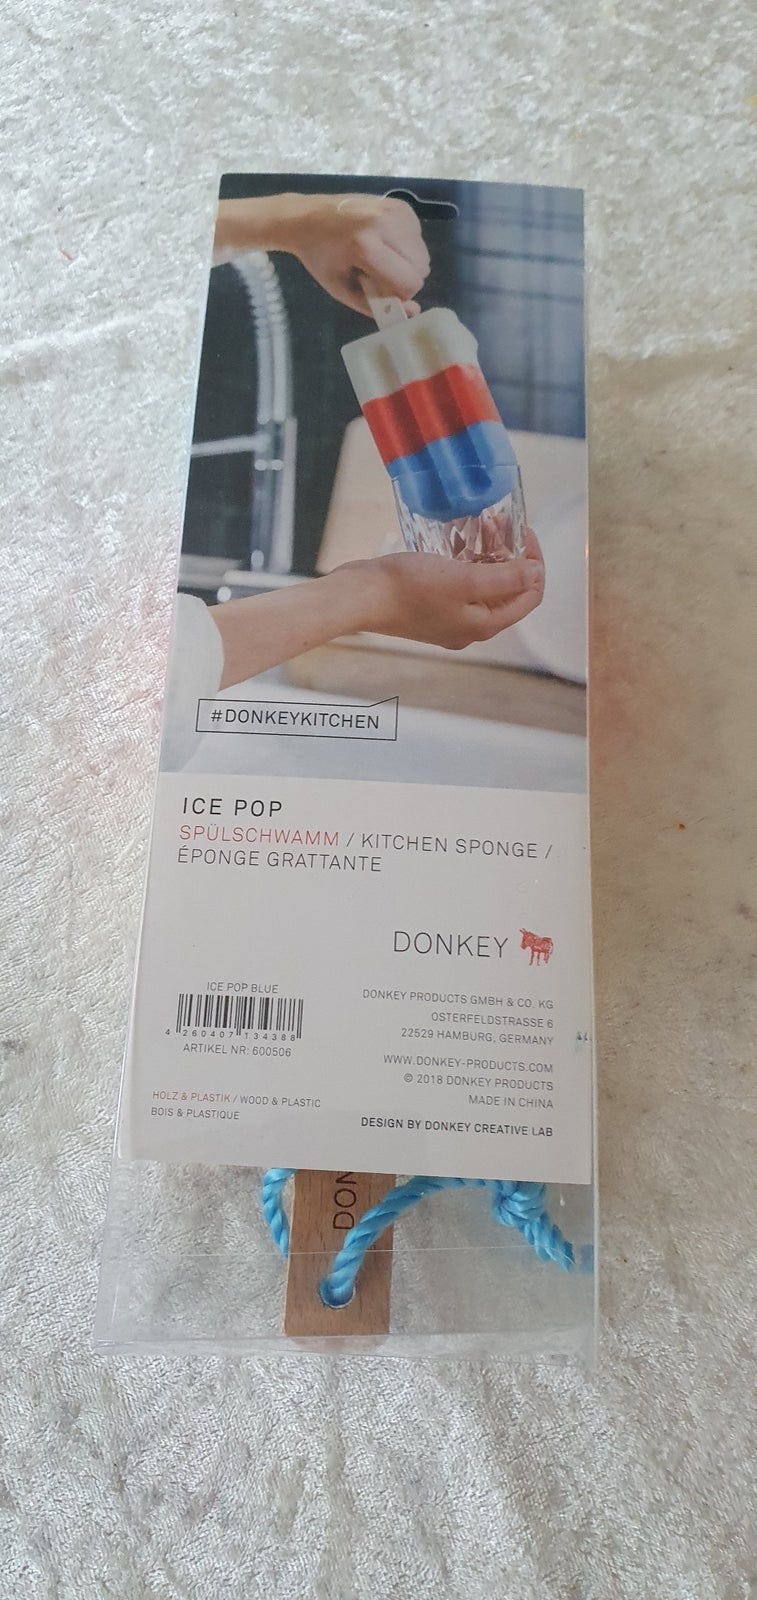 #DONKEYKITCHEN
ICE POP
SPÜLSCHWAMM / KITCHEN SPONGE /
ÉPONGE GRATTANTE
DONKEY
ICE POP BLUE
4 260407 134388
ARTIKEL NR: 600506
DONKEY PRODUCTS GMBH & CO. KG
OSTERFELDSTRASSE 6
22529 HAMBURG, GERMANY
WWW.DONKEY-PRODUCTS.COM
© 2018 DONKEY PRODUCTS
MADE IN CHINA
HOLZ & PLASTIK / WOOD & PLASTIC
BOIS & PLASTIQUE
DESIGN BY DONKEY CREATIVE LAB
DON